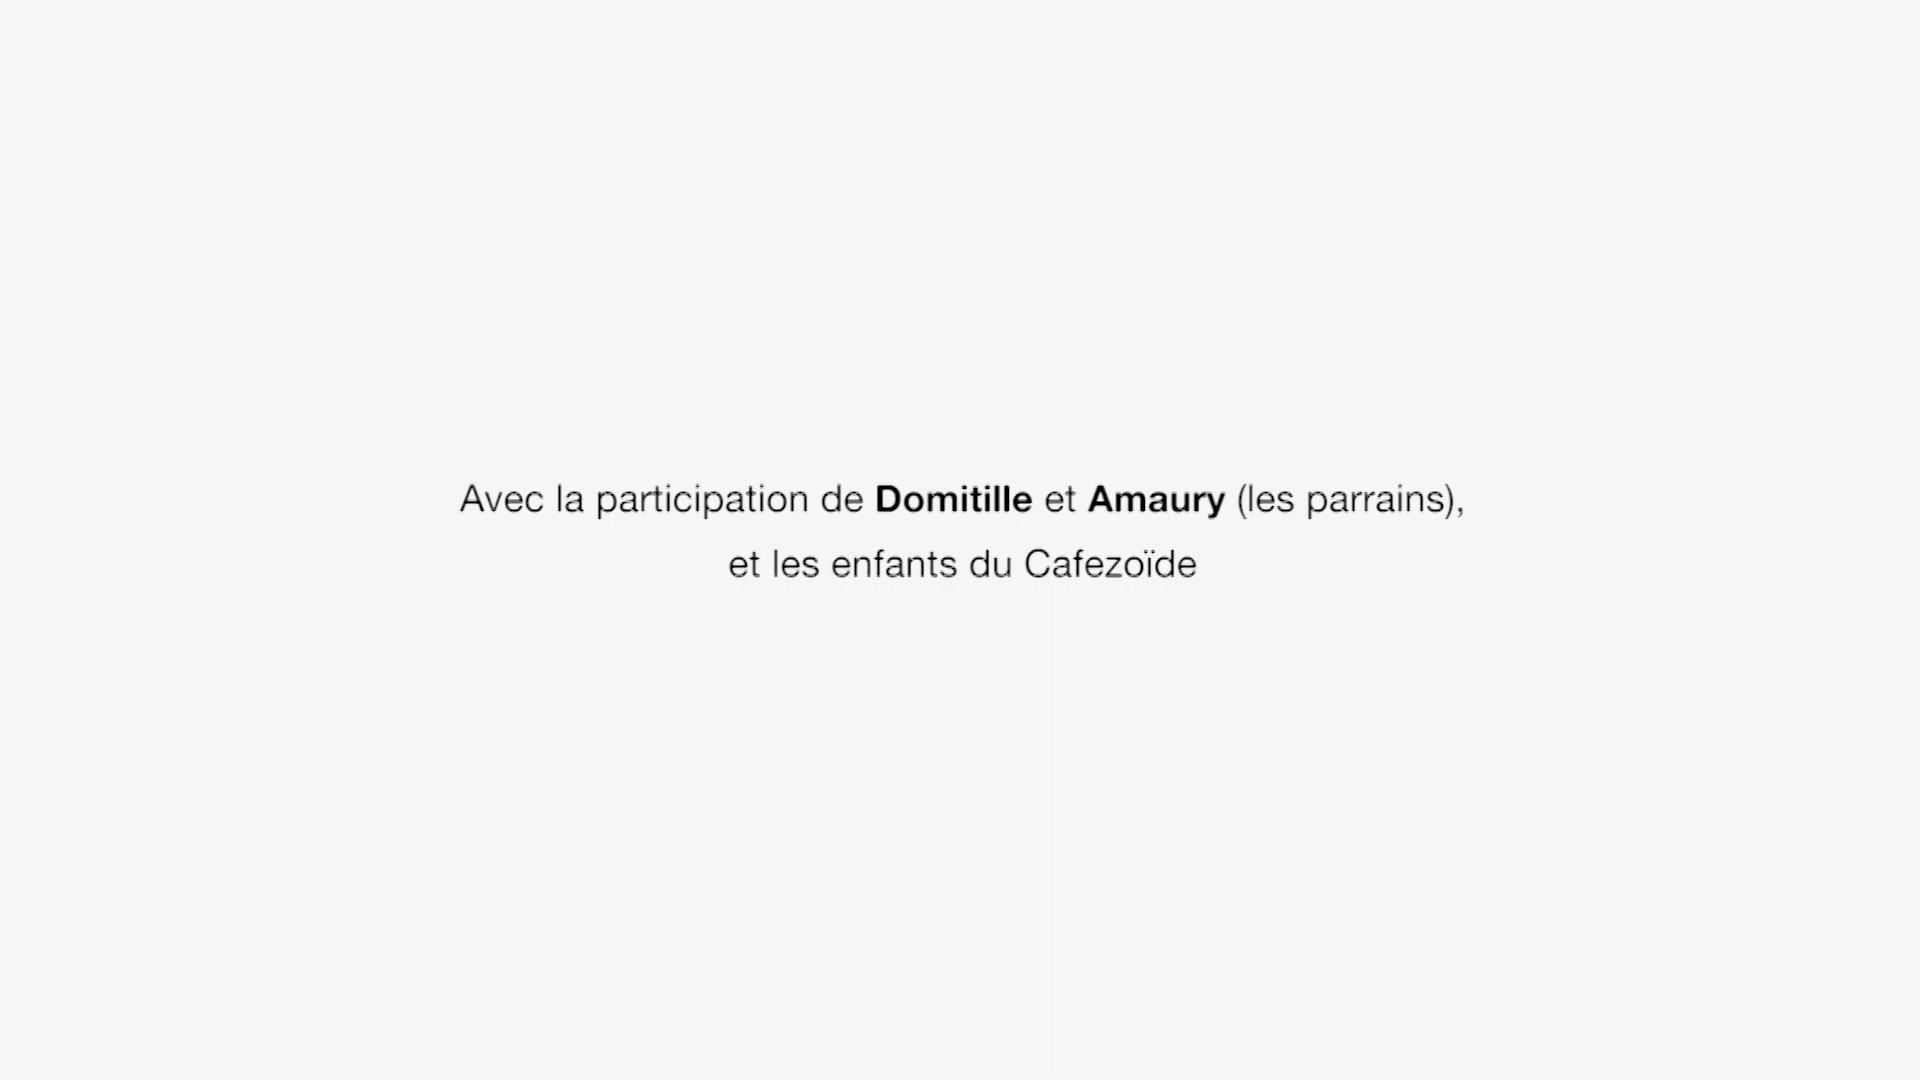 Avec la participation de Domitille et Amaury (les parrains),
et les enfants du Cafezoïde